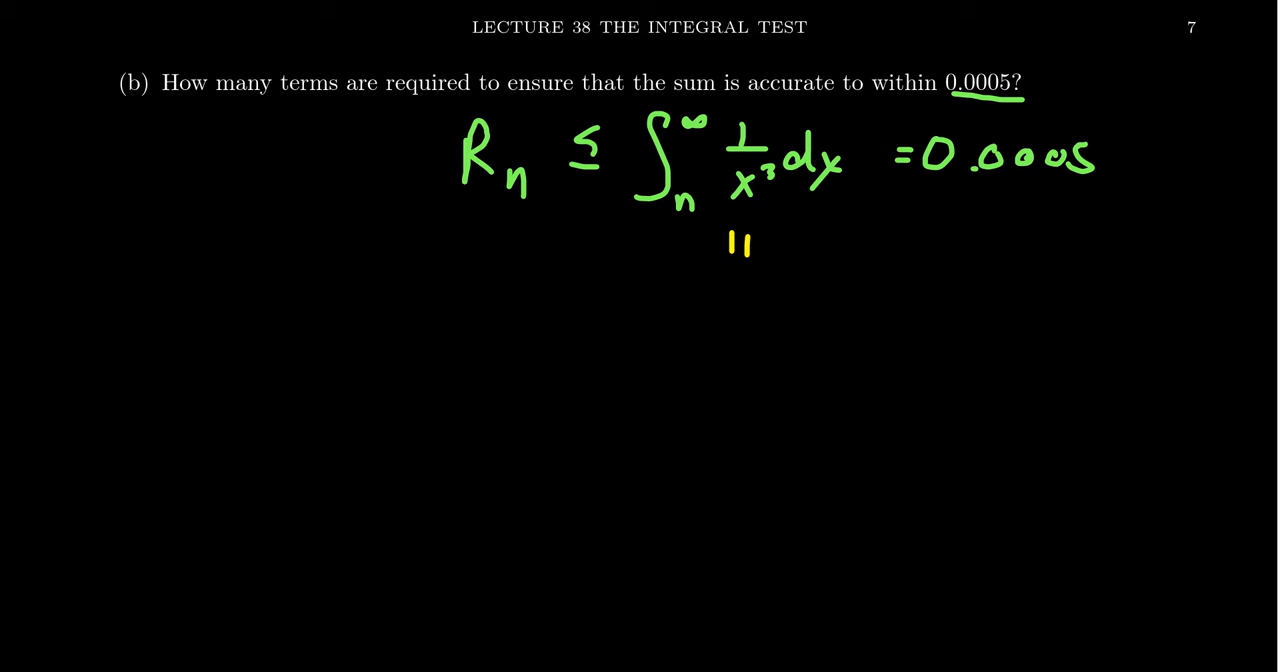 LECTURE 38 THE INTEGRAL TEST 7
(b) How many terms are required to ensure that the sum is accurate to within 0.0005?
Rₙ ≤ ∫ₙ^∞ 1/x³ dx = 0.0005
||